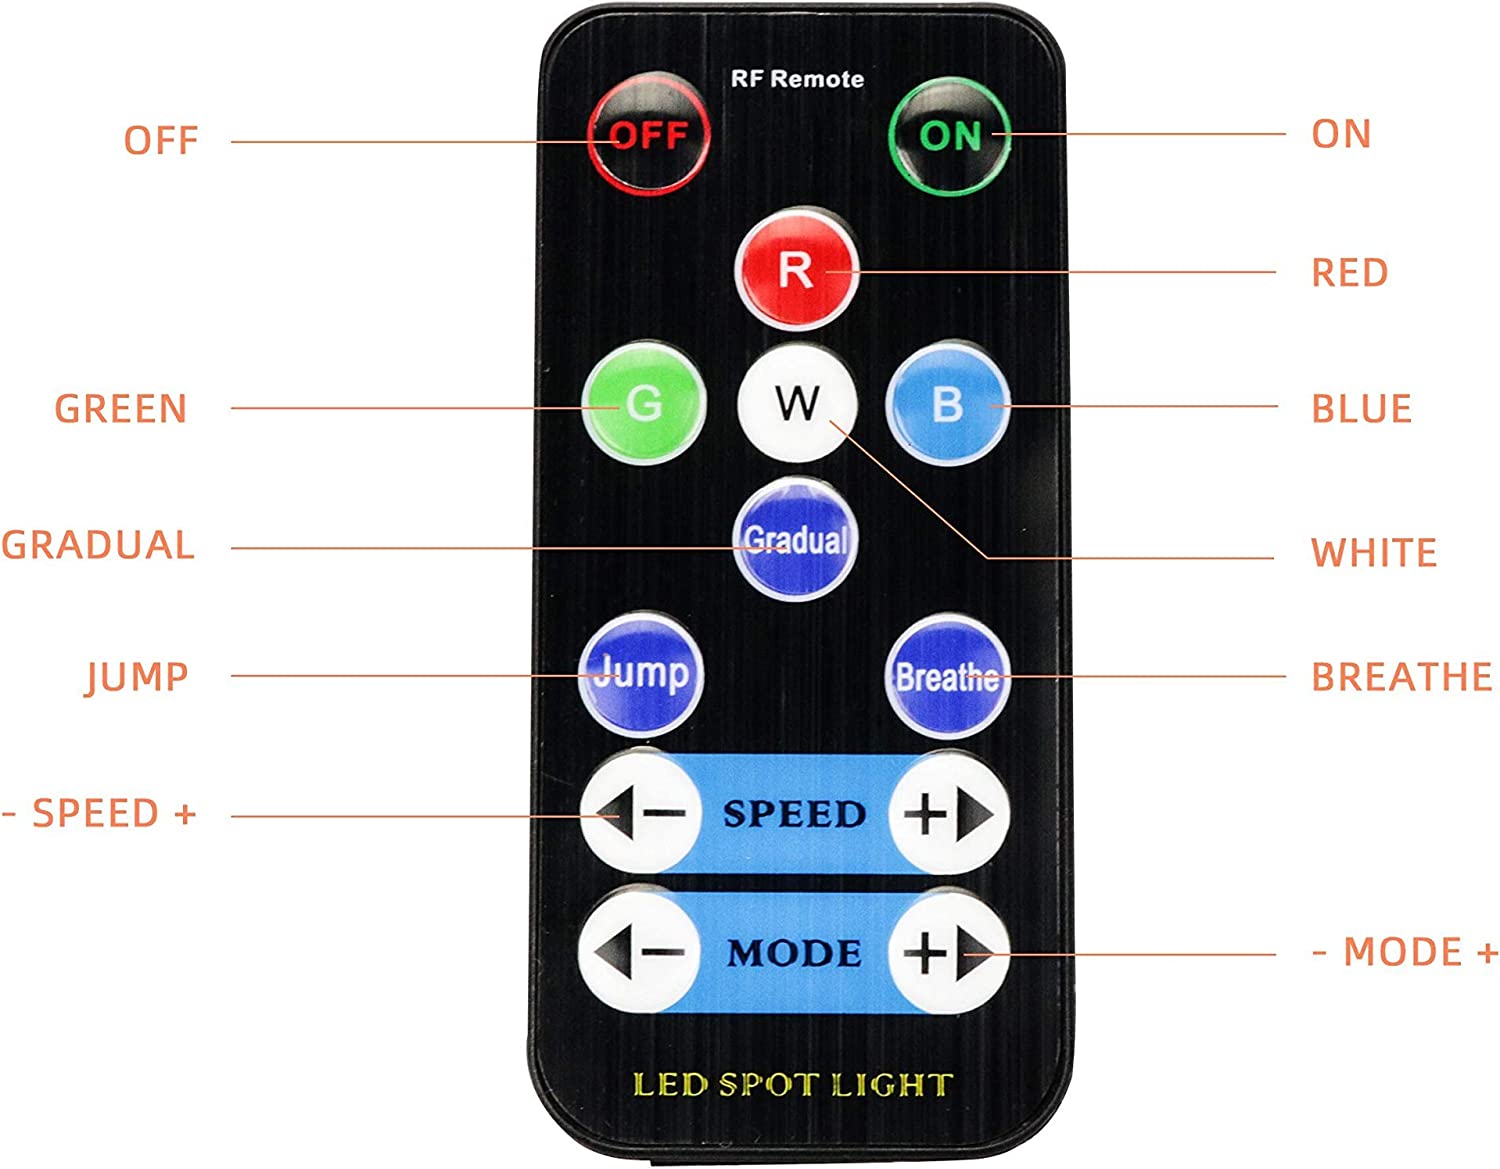 RF Remote
OFF OFF ON ON
R RED
GREEN G W B BLUE
GRADUAL Gradual WHITE
JUMP Jump Breathe BREATHE
- SPEED + - SPEED +
- MODE + - MODE +
LED SPOT LIGHT